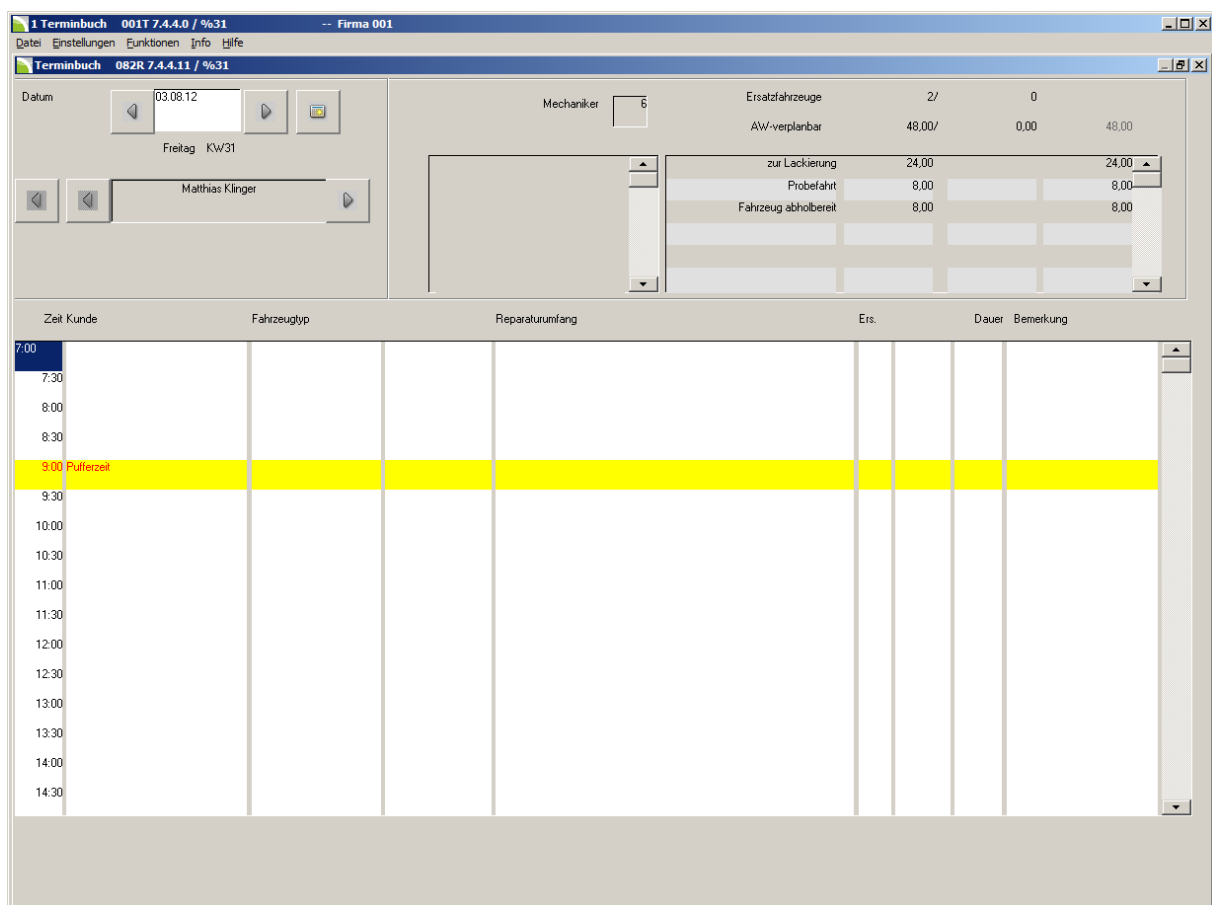 1 Terminbuch 001T 7.4.4.0 / %31 -- Firma 001
Datei Einstellungen Funktionen Info Hilfe
Terminbuch 082R 7.4.4.11 / %31
Datum 03.08.12
Freitag KW31
Matthias Klinger
Mechaniker 6
Ersatzfahrzeuge 2/ 0
AW-verplanbar 48,00/ 0,00 48,00
zur Lackierung 24,00 24,00
Probefahrt 8,00 8,00
Fahrzeug abholbereit 8,00 8,00
Zeit Kunde Fahrzeugtyp Reparaturumfang Ers. Dauer Bemerkung
7:00
7:30
8:00
8:30
9:00 Pufferzeit
9:30
10:00
10:30
11:00
11:30
12:00
12:30
13:00
13:30
14:00
14:30